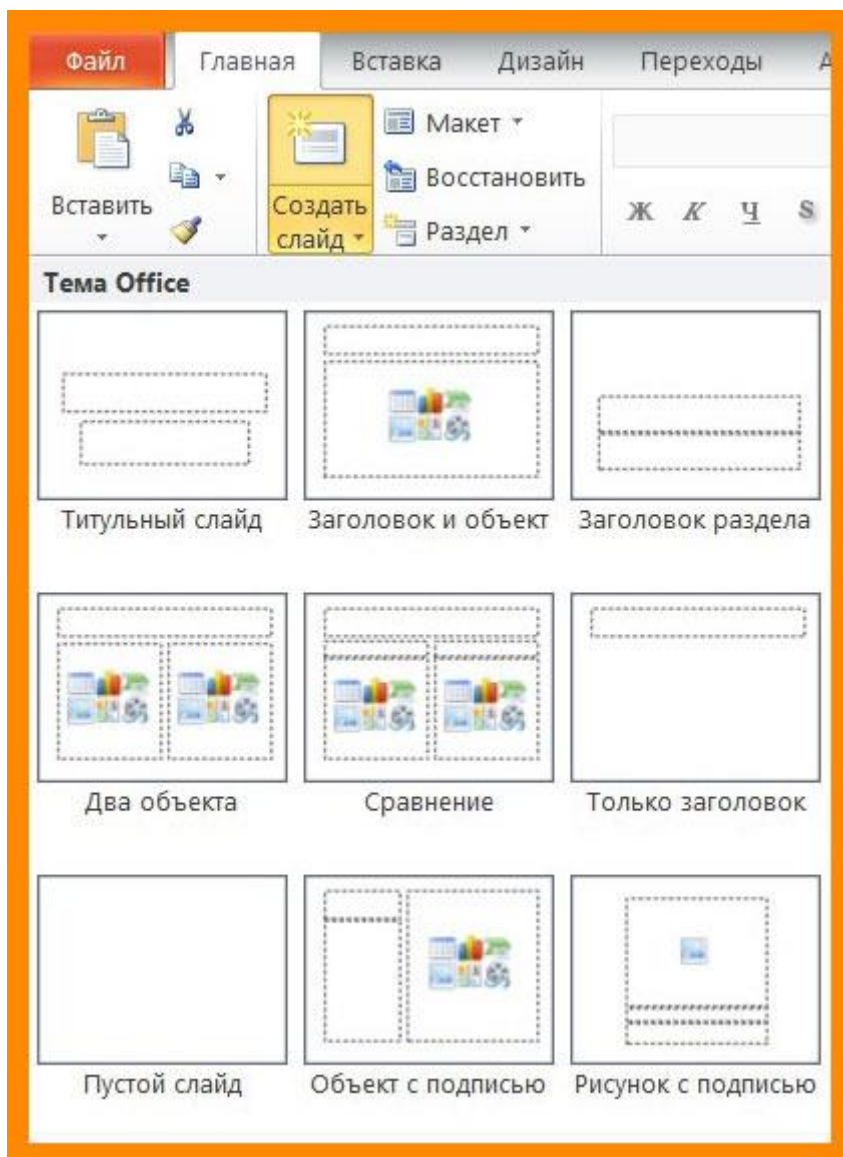 Файл Главная Вставка Дизайн Переходы А
Макет
Восстановить
Раздел
Вставить
Создать
слайд
Ж К Ч S
Тема Office
Титульный слайд Заголовок и объект Заголовок раздела
Два объекта Сравнение Только заголовок
Пустой слайд Объект с подписью Рисунок с подписью